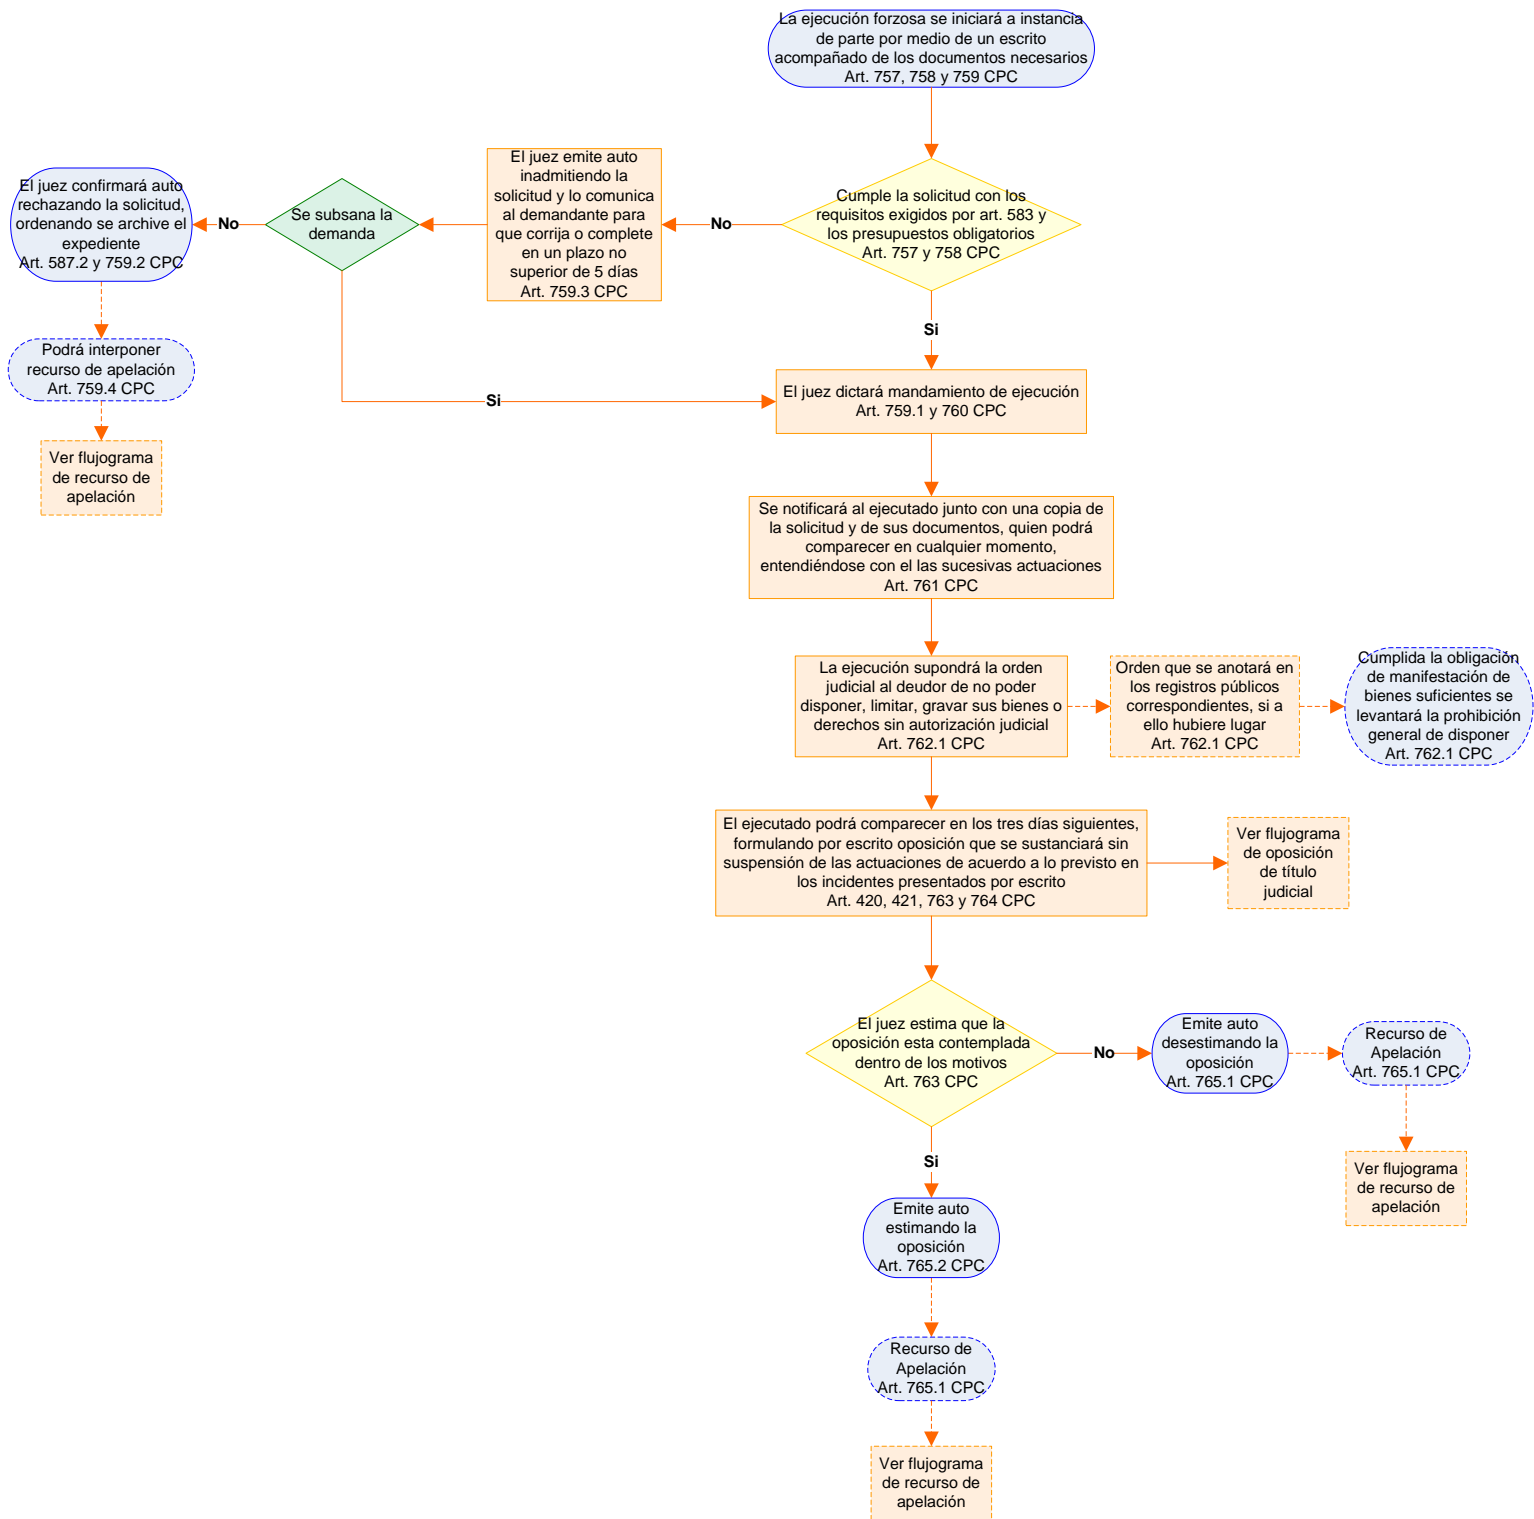 La ejecución forzosa se iniciará a instancia
de parte por medio de un escrito
acompañado de los documentos necesarios
Art. 757, 758 y 759 CPC
Cumple la solicitud con los
requisitos exigidos por art. 583 y
los presupuestos obligatorios
Art. 757 y 758 CPC
No
El juez emite auto
inadmitiendo la
solicitud y lo comunica
al demandante para
que corrija o complete
en un plazo no
superior de 5 días
Art. 759.3 CPC
Se subsana la
demanda
No
El juez confirmará auto
rechazando la solicitud,
ordenando se archive el
expediente
Art. 587.2 y 759.2 CPC
Podrá interponer
recurso de apelación
Art. 759.4 CPC
Ver flujograma
de recurso de
apelación
Si
Si
El juez dictará mandamiento de ejecución
Art. 759.1 y 760 CPC
Se notificará al ejecutado junto con una copia de
la solicitud y de sus documentos, quien podrá
comparecer en cualquier momento,
entendiéndose con el las sucesivas actuaciones
Art. 761 CPC
La ejecución supondrá la orden
judicial al deudor de no poder
disponer, limitar, gravar sus bienes o
derechos sin autorización judicial
Art. 762.1 CPC
Orden que se anotará en
los registros públicos
correspondientes, si a
ello hubiere lugar
Art. 762.1 CPC
Cumplida la obligación
de manifestación de
bienes suficientes se
levantará la prohibición
general de disponer
Art. 762.1 CPC
El ejecutado podrá comparecer en los tres días siguientes,
formulando por escrito oposición que se sustanciará sin
suspensión de las actuaciones de acuerdo a lo previsto en
los incidentes presentados por escrito
Art. 420, 421, 763 y 764 CPC
Ver flujograma
de oposición
de título
judicial
El juez estima que la
oposición esta contemplada
dentro de los motivos
Art. 763 CPC
No
Emite auto
desestimando la
oposición
Art. 765.1 CPC
Recurso de
Apelación
Art. 765.1 CPC
Ver flujograma
de recurso de
apelación
Si
Emite auto
estimando la
oposición
Art. 765.2 CPC
Recurso de
Apelación
Art. 765.1 CPC
Ver flujograma
de recurso de
apelación